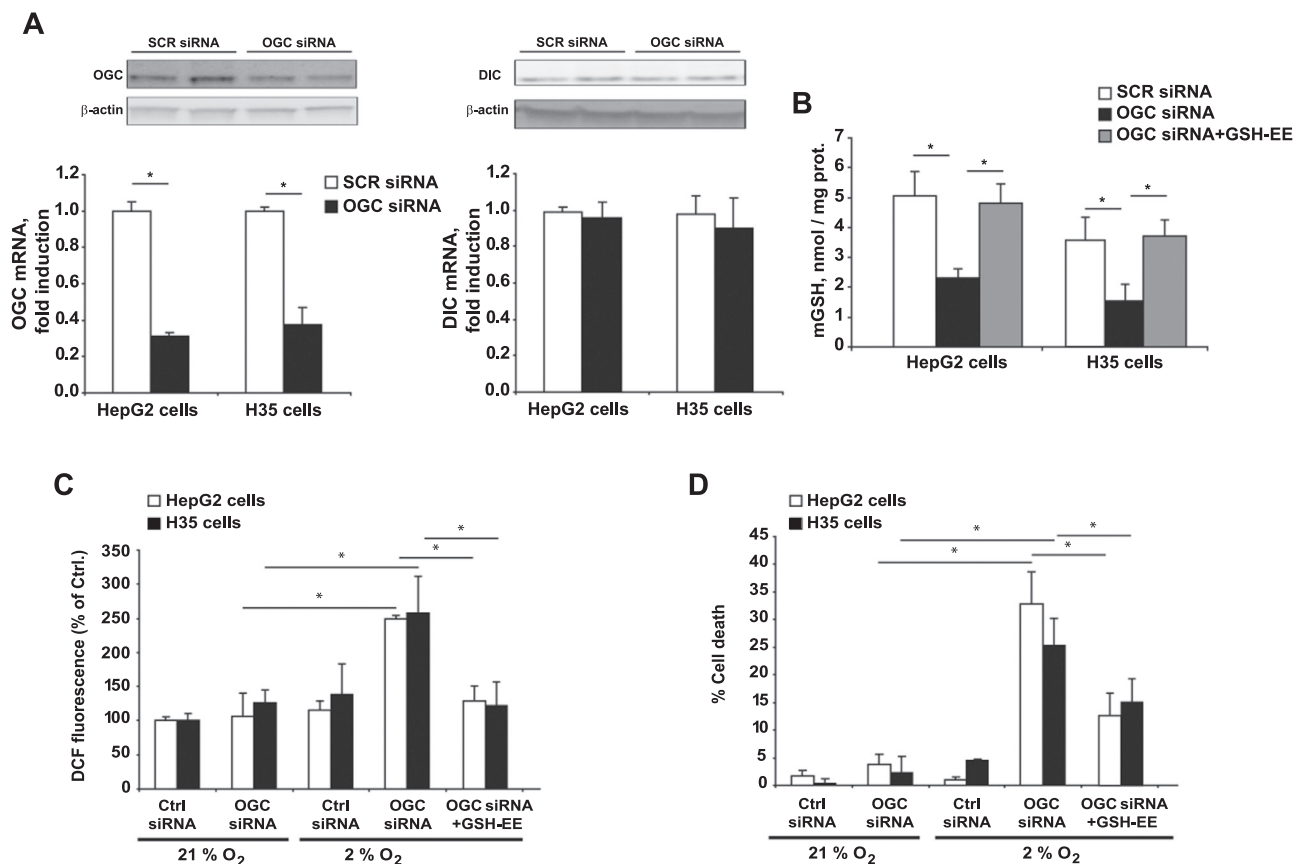 A
SCR siRNA OGC siRNA
OGC
β-actin
SCR siRNA OGC siRNA
DIC
β-actin
OGC mRNA,
fold induction
1.2
1.0
0.8
0.6
0.4
0.2
0.0
*
*
SCR siRNA
OGC siRNA
HepG2 cells H35 cells
DIC mRNA,
fold induction
1.2
1.0
0.8
0.6
0.4
0.2
0.0
HepG2 cells H35 cells
B
SCR siRNA
OGC siRNA
OGC siRNA+GSH-EE
mGSH, nmol / mg prot.
7
6
5
4
3
2
1
0
* *
* *
HepG2 cells H35 cells
C
HepG2 cells
H35 cells
DCF fluorescence (% of Ctrl.)
350
300
250
200
150
100
50
0
*
*
*
*
Ctrl
siRNA
OGC
siRNA
Ctrl
siRNA
OGC
siRNA
OGC siRNA
+GSH-EE
21 % O₂ 2 % O₂
D
HepG2 cells
H35 cells
% Cell death
45
40
35
30
25
20
15
10
5
0
*
*
*
*
Ctrl
siRNA
OGC
siRNA
Ctrl
siRNA
OGC
siRNA
OGC siRNA
+GSH-EE
21 % O₂ 2 % O₂